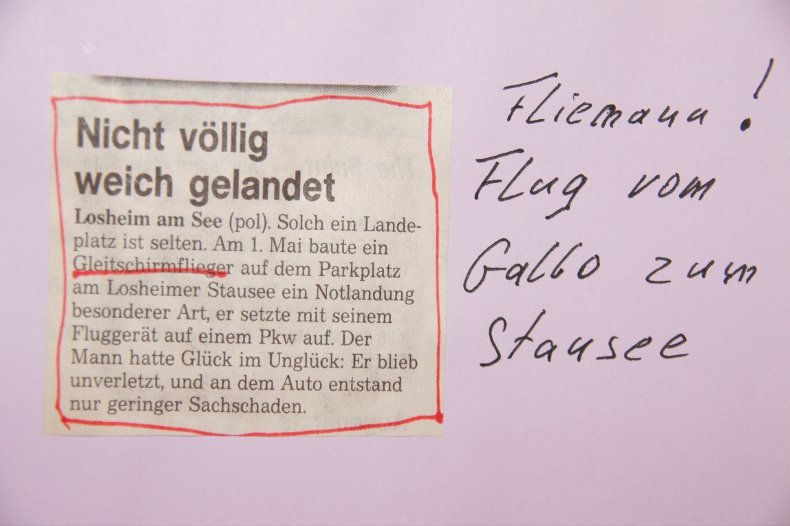 Nicht völlig
weich gelandet
Losheim am See (pol). Solch ein Lande-
platz ist selten. Am 1. Mai baute ein
Gleitschirmflieger auf dem Parkplatz
am Losheimer Stausee ein Notlandung
besonderer Art, er setzte mit seinem
Fluggerät auf einem Pkw auf. Der
Mann hatte Glück im Unglück: Er blieb
unverletzt, und an dem Auto entstand
nur geringer Sachschaden.
Fliemann!
Flug vom
Galbo zum
Stausee